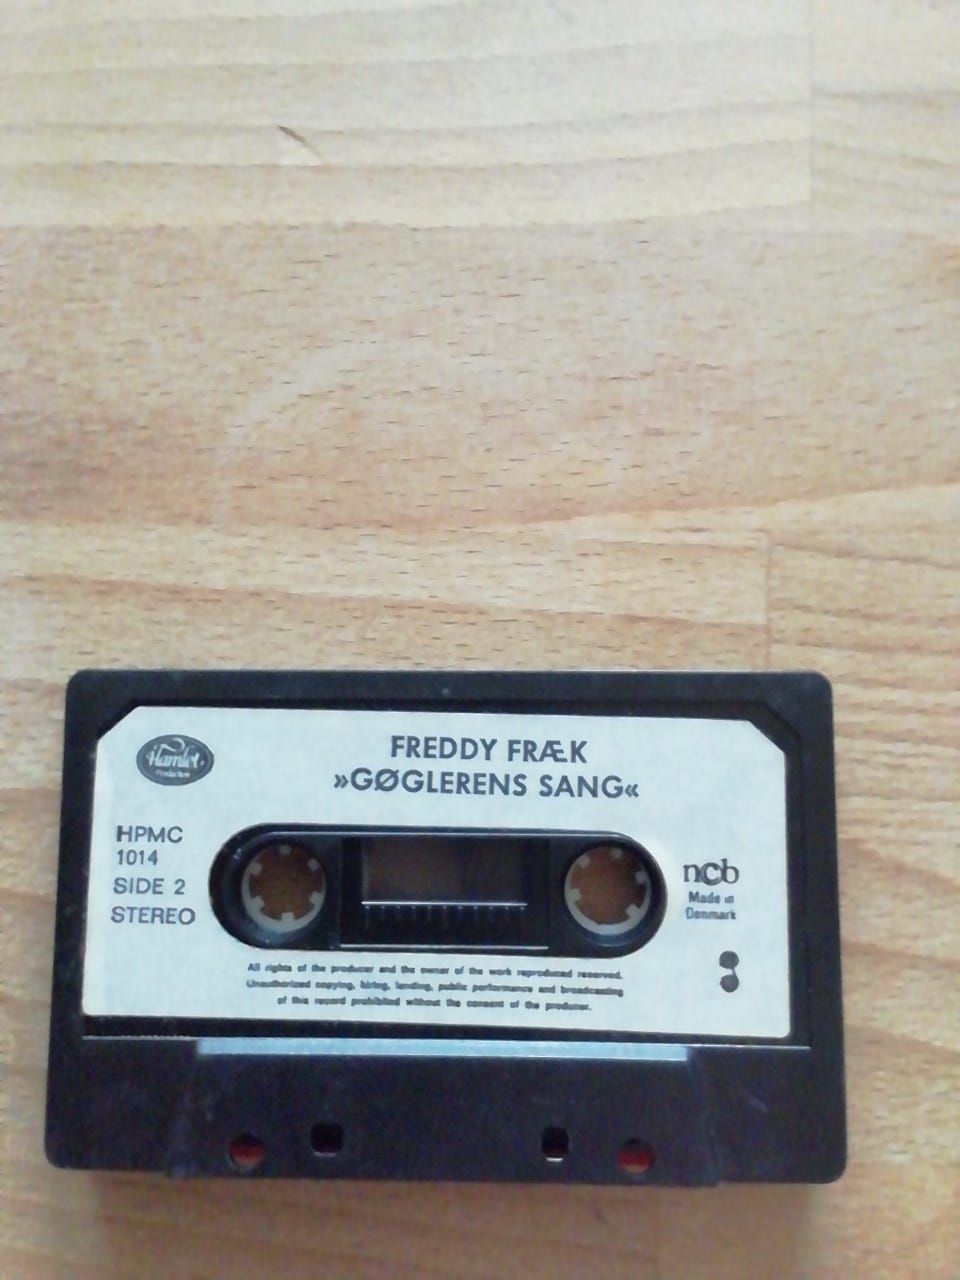 Hamlet
Production
FREDDY FRÆK
»GØGLERENS SANG«
HPMC
1014
SIDE 2
STEREO
ncb
Made in
Denmark
All rights of the producer and the owner of the work reproduced reserved.
Unauthorized copying, hiring, lending, public performance and broadcasting
of this record prohibited without the consent of the producer.